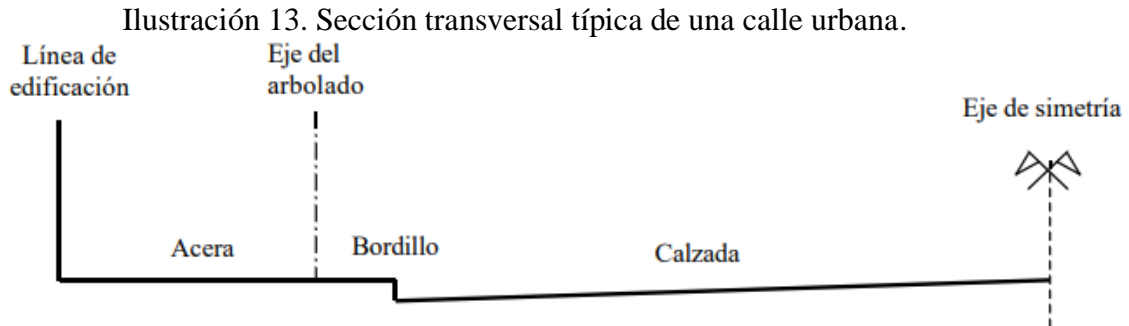 Ilustración 13. Sección transversal típica de una calle urbana.
Línea de
edificación
Eje del
arbolado
Eje de simetría
Acera
Bordillo
Calzada